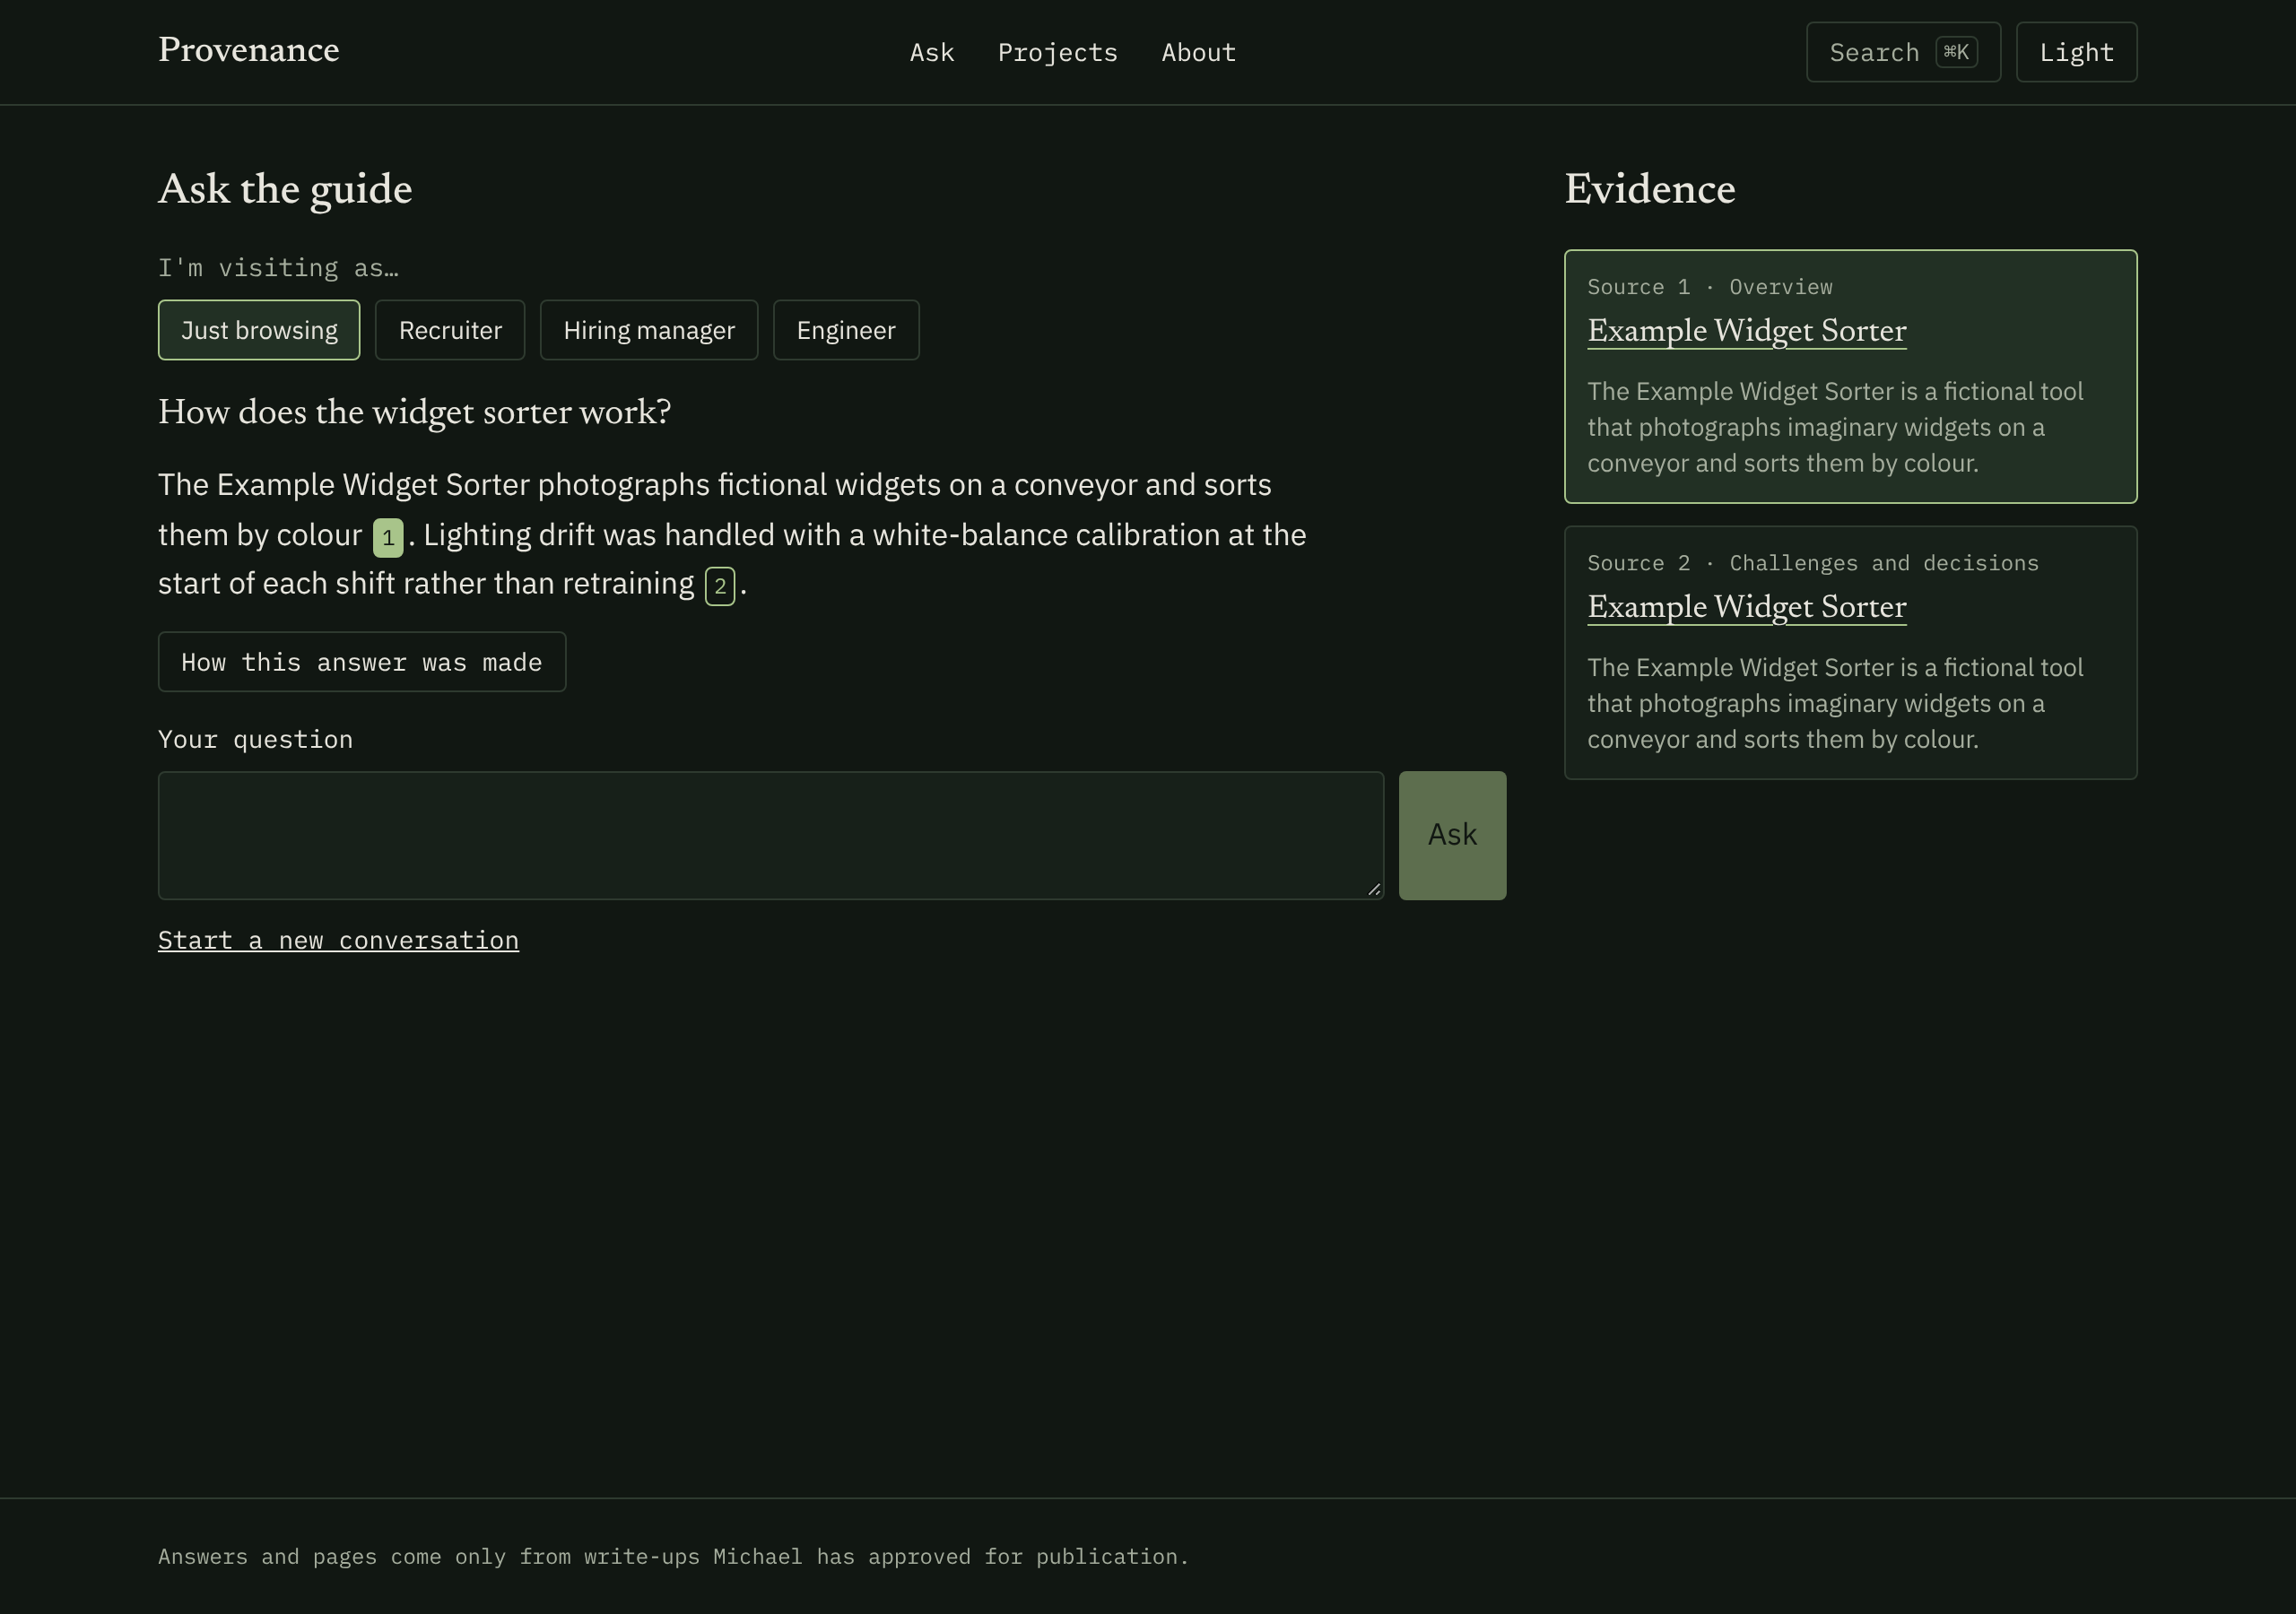 Provenance
Ask
Projects
About
Search ⌘K
Light
Ask the guide
I'm visiting as…
Just browsing
Recruiter
Hiring manager
Engineer
How does the widget sorter work?
The Example Widget Sorter photographs fictional widgets on a conveyor and sorts
them by colour 1. Lighting drift was handled with a white-balance calibration at the
start of each shift rather than retraining 2.
How this answer was made
Your question
Ask
Start a new conversation
Evidence
Source 1 · Overview
Example Widget Sorter
The Example Widget Sorter is a fictional tool
that photographs imaginary widgets on a
conveyor and sorts them by colour.
Source 2 · Challenges and decisions
Example Widget Sorter
The Example Widget Sorter is a fictional tool
that photographs imaginary widgets on a
conveyor and sorts them by colour.
Answers and pages come only from write-ups Michael has approved for publication.